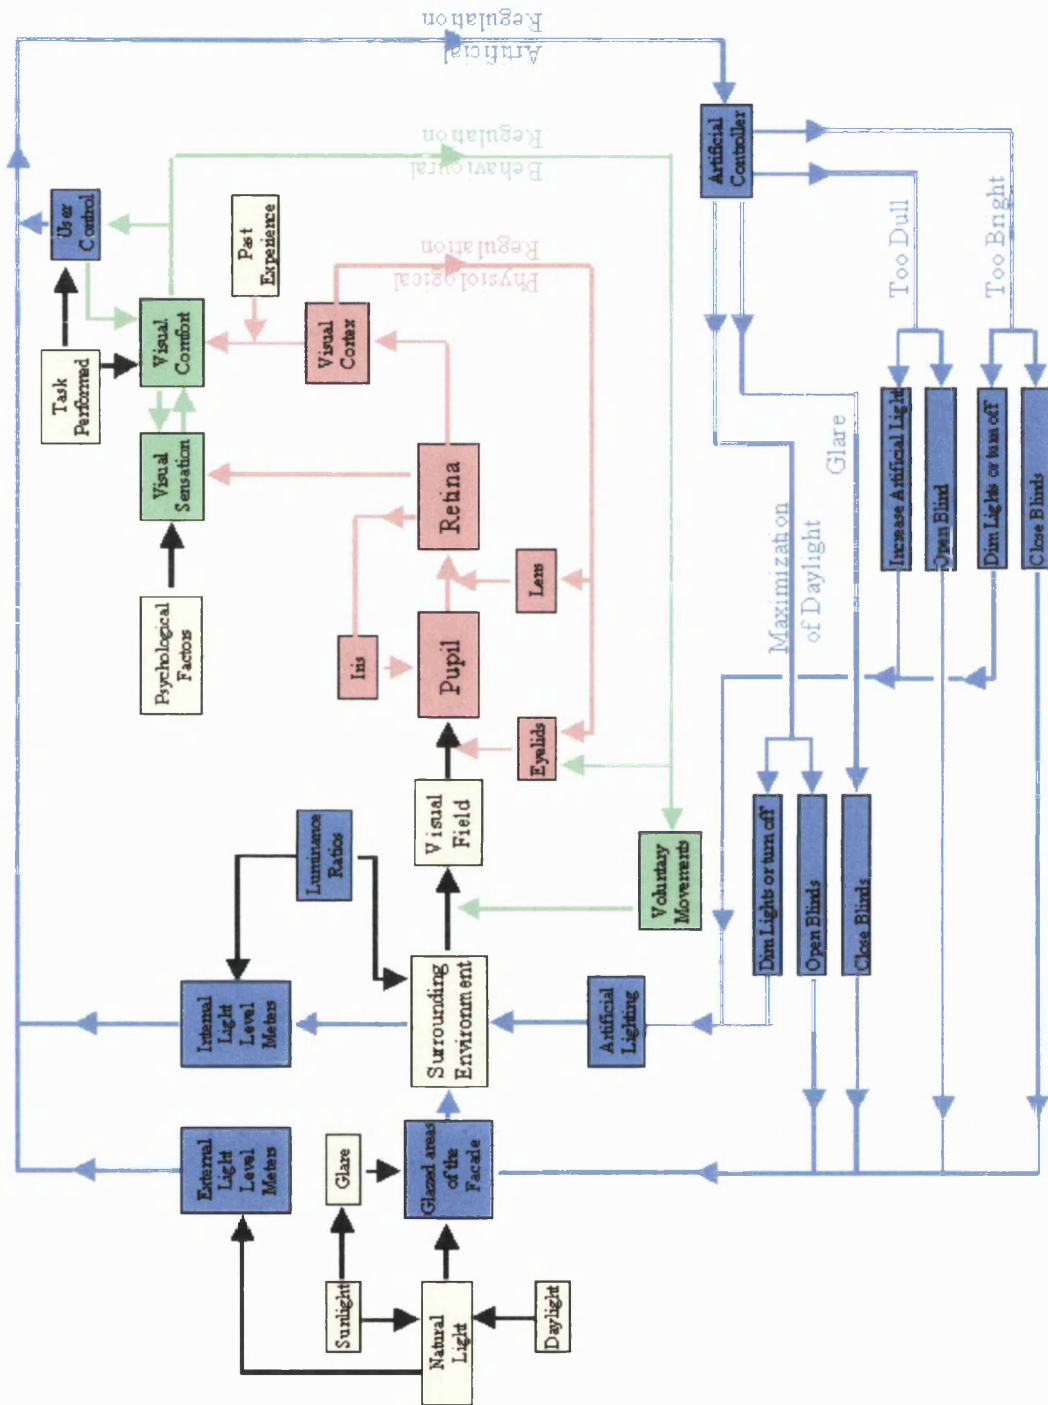 Artificial
Regulation
Behavioural
Regulation
Physiological
Regulation
Task
Performed
User
Control
Psychological
Factors
Visual
Sensation
Visual
Comfort
Past
Experience
External
Light
Level
Meters
Internal
Light
Level
Meters
Luminance
Ratios
Iris
Visual
Cortex
Sunlight
Glare
Natural
Light
Glazed areas
of the
Facade
Surrounding
Environment
Visual
Field
Pupil
Retina
Daylight
Eyelids
Lens
Artificial
Lighting
Voluntary
Movements
Artificial
Controller
Maximization
of Daylight
Glare
Too Dull
Too Bright
Dim Lights or turn off
Open Blinds
Close Blinds
Increase Artificial Light
Open Blind
Dim Lights or turn off
Close Blinds